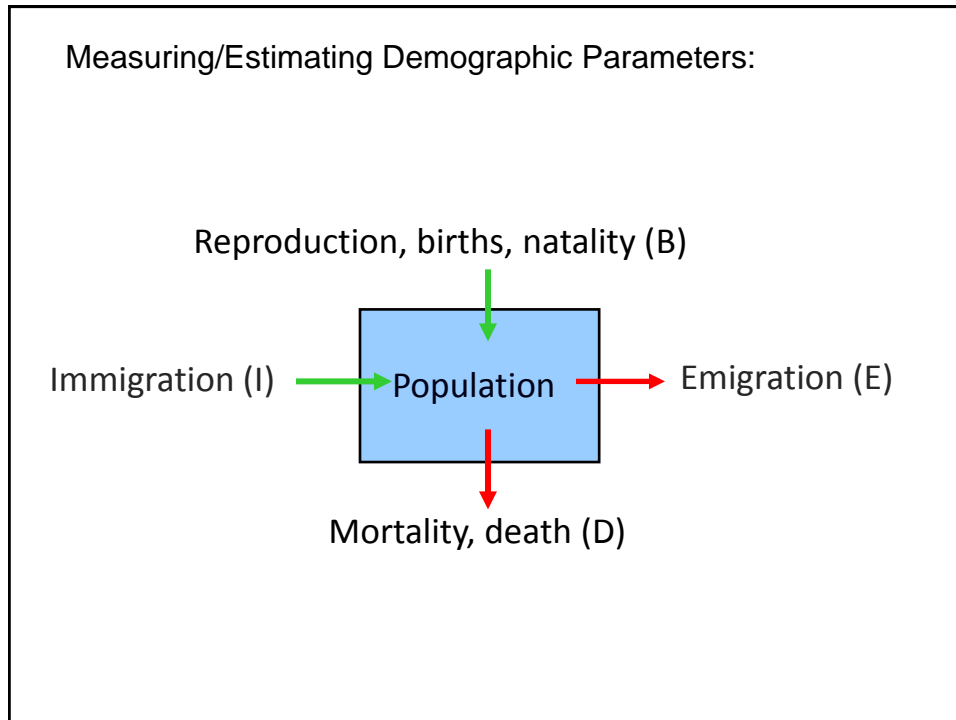 Measuring/Estimating Demographic Parameters:
Reproduction, births, natality (B)
Immigration (I)
Population
Emigration (E)
Mortality, death (D)